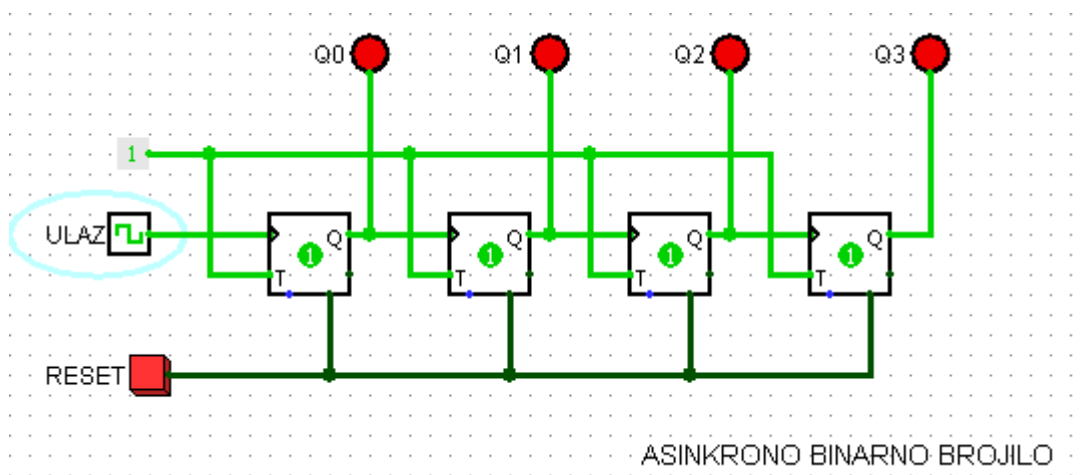 Q0 Q1 Q2 Q3
1
ULAZ Q Q Q Q
1 1 1 1
T T T T
RESET
ASINKRONO BINARNO BROJILO